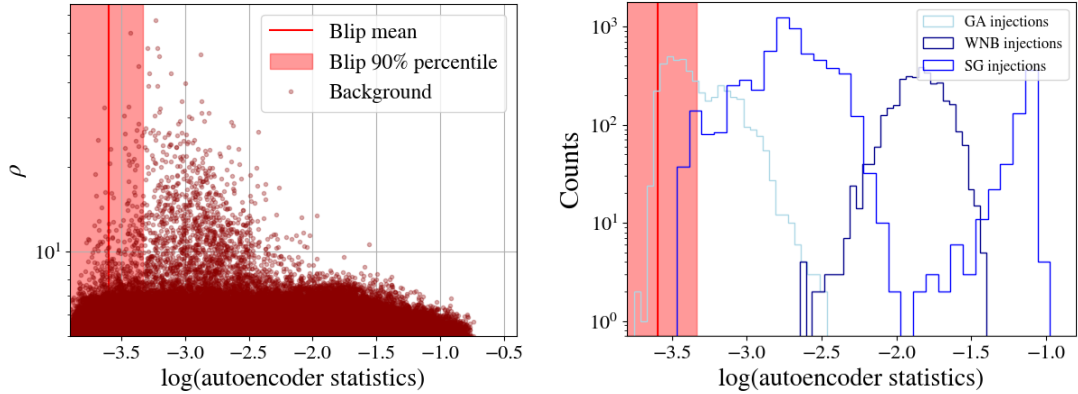 Blip mean
Blip 90% percentile
Background
ρ
10¹
−3.5 −3.0 −2.5 −2.0 −1.5 −1.0 −0.5
log(autoencoder statistics)
GA injections
WNB injections
SG injections
Counts
10³
10²
10¹
10⁰
−3.5 −3.0 −2.5 −2.0 −1.5 −1.0
log(autoencoder statistics)